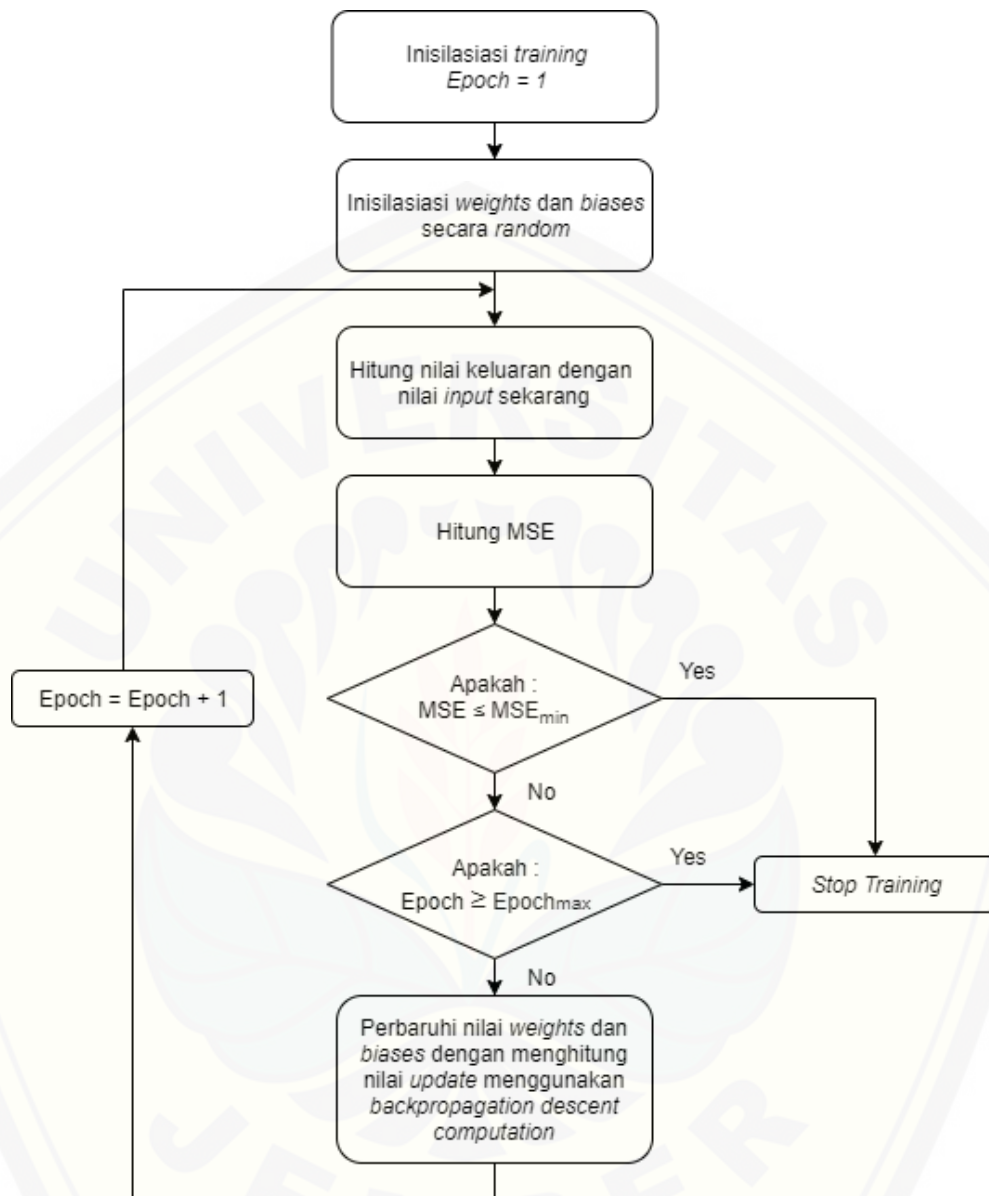 Inisilasiasi training
Epoch = 1
Inisilasiasi weights dan biases
secara random
Hitung nilai keluaran dengan
nilai input sekarang
Hitung MSE
Apakah :
MSE ≤ MSEmin
Yes
Epoch = Epoch + 1
No
Apakah :
Epoch ≥ Epochmax
Yes
Stop Training
No
Perbaruhi nilai weights dan
biases dengan menghitung
nilai update menggunakan
backpropagation descent
computation
UNIVERSITAS
JEMBER